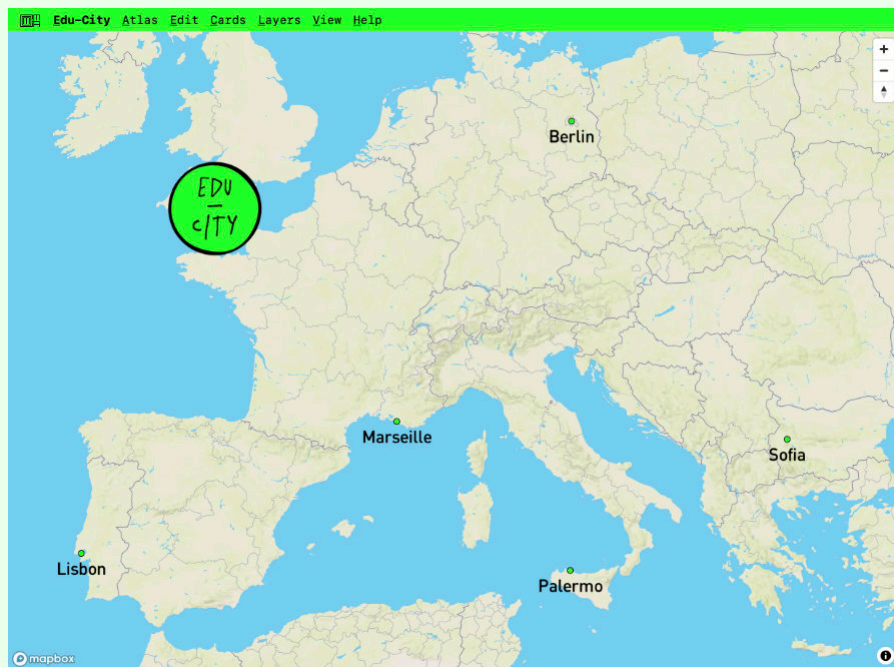 Edu-City Atlas Edit Cards Layers View Help
+
−
Berlin
EDU
—
CITY
Marseille
Sofia
Lisbon
Palermo
mapbox
i